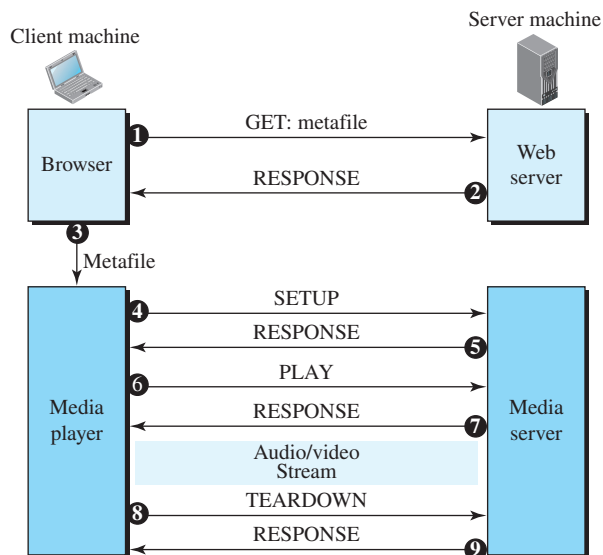 Client machine
Server machine
Browser
Web
server
1
GET: metafile
RESPONSE
2
3
Metafile
Media
player
Media
server
4
SETUP
RESPONSE
5
6
PLAY
RESPONSE
7
Audio/video
Stream
8
TEARDOWN
RESPONSE
9